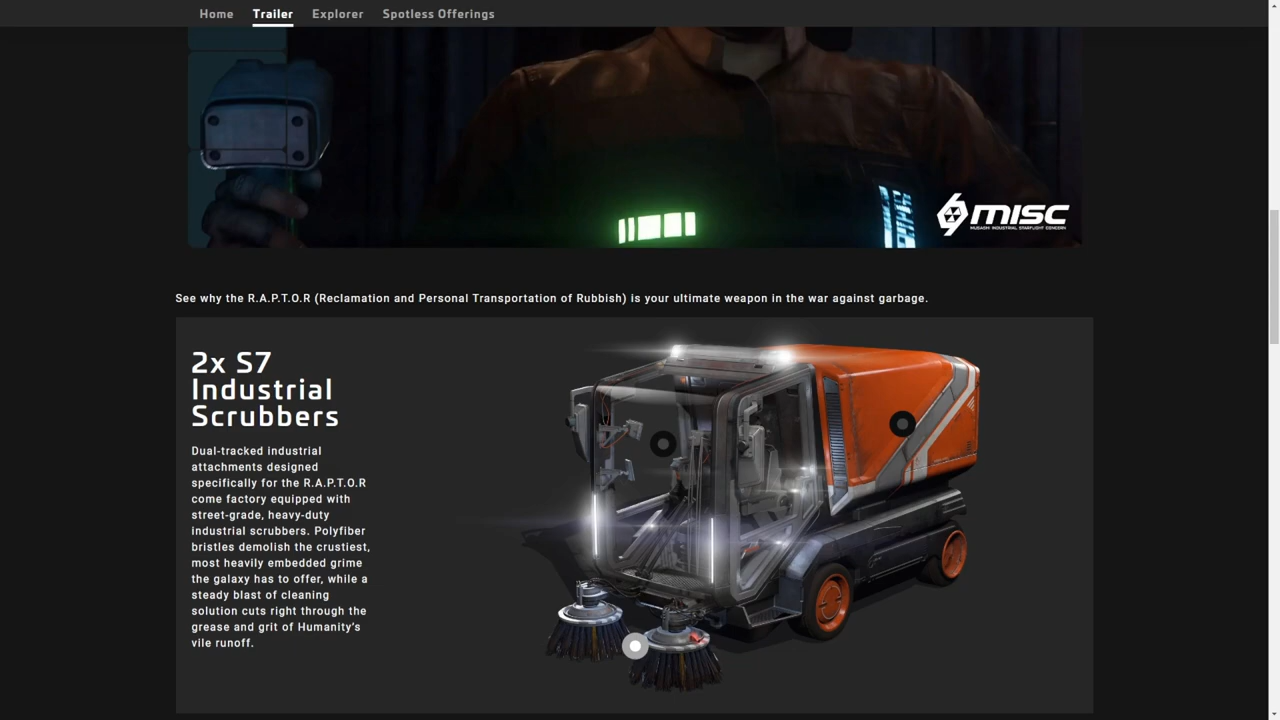 Home Trailer Explorer Spotless Offerings
MISC
MUSASHI INDUSTRIAL STARFLIGHT CONCERN
See why the R.A.P.T.O.R (Reclamation and Personal Transportation of Rubbish) is your ultimate weapon in the war against garbage.
2x S7
Industrial
Scrubbers
Dual-tracked industrial
attachments designed
specifically for the R.A.P.T.O.R
come factory equipped with
street-grade, heavy-duty
industrial scrubbers. Polyfiber
bristles demolish the crustiest,
most heavily embedded grime
the galaxy has to offer, while a
steady blast of cleaning
solution cuts right through the
grease and grit of Humanity's
vile runoff.